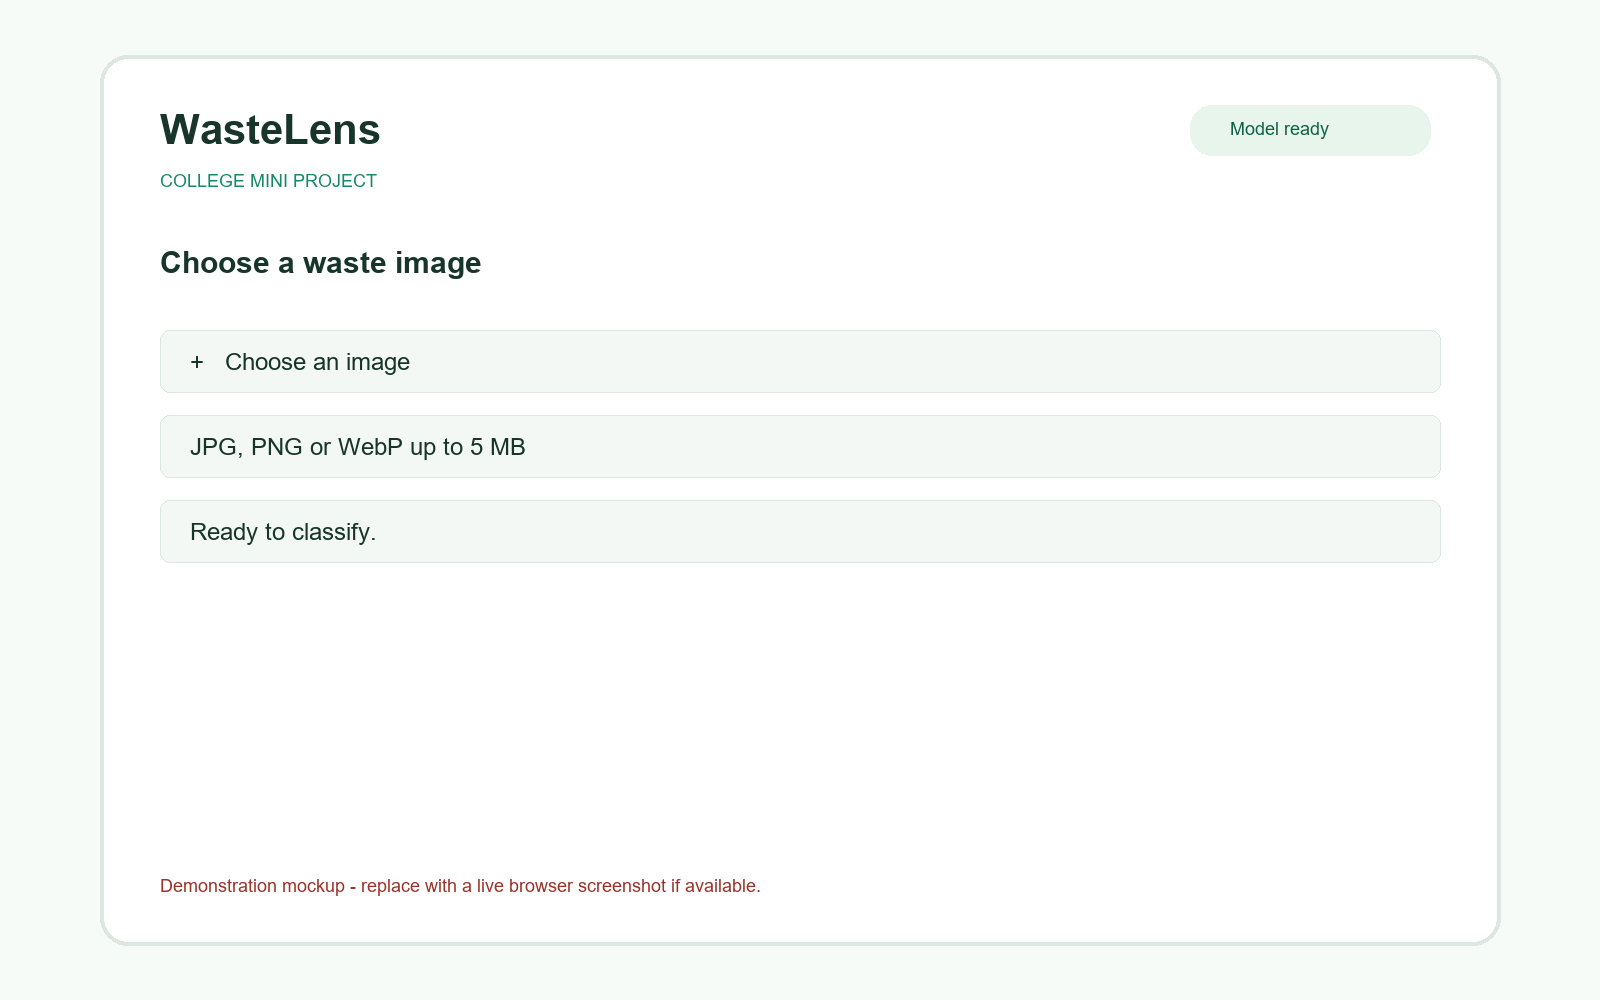 WasteLens
Model ready
COLLEGE MINI PROJECT
Choose a waste image
+ Choose an image
JPG, PNG or WebP up to 5 MB
Ready to classify.
Demonstration mockup - replace with a live browser screenshot if available.